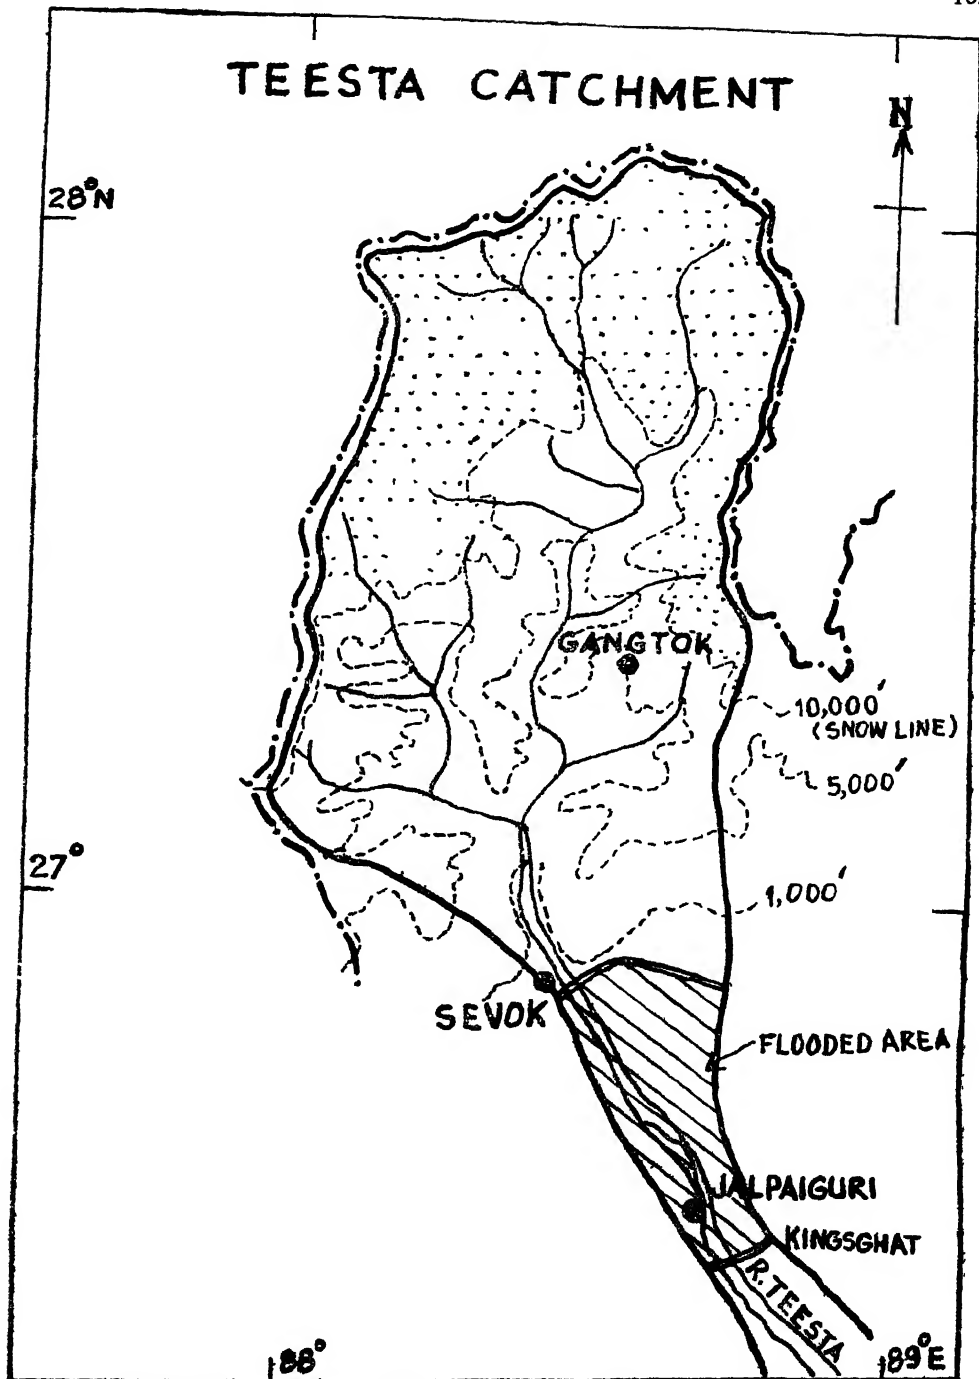 TEESTA CATCHMENT
N
28°N
GANGTOK
10,000'
(SNOW LINE)
5,000'
27°
1,000'
SEVOK
FLOODED AREA
JALPAIGURI
KINGSGHAT
R. TEESTA
88°
89°E